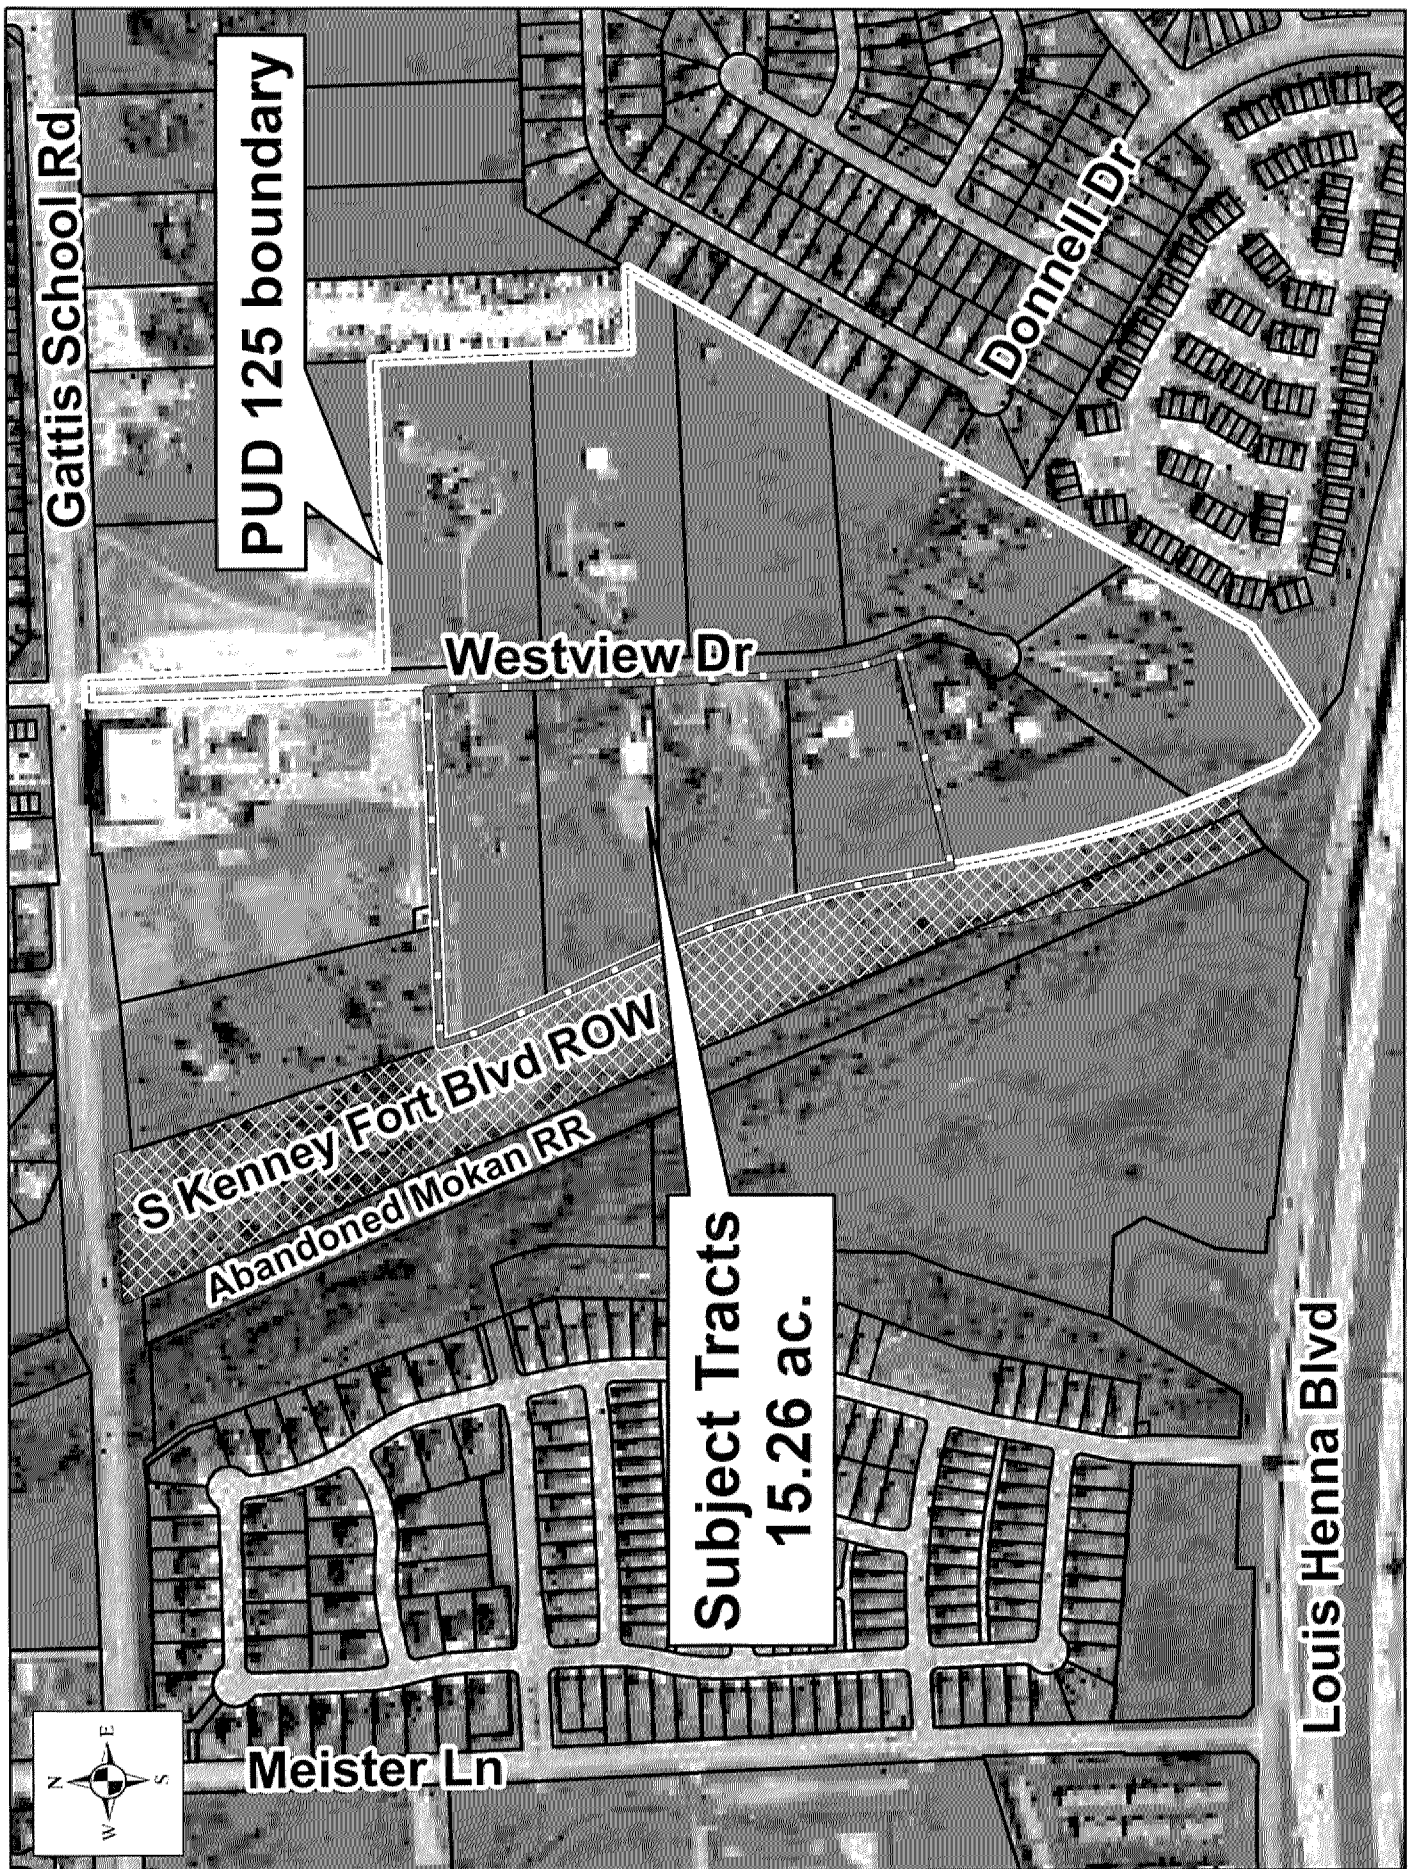 Gattis School Rd
PUD 125 boundary
Donnell Dr
Westview Dr
S Kenney Fort Blvd ROW
Abandoned Mokan RR
Subject Tracts
15.26 ac.
Louis Henna Blvd
Meister Ln
N
W
E
S